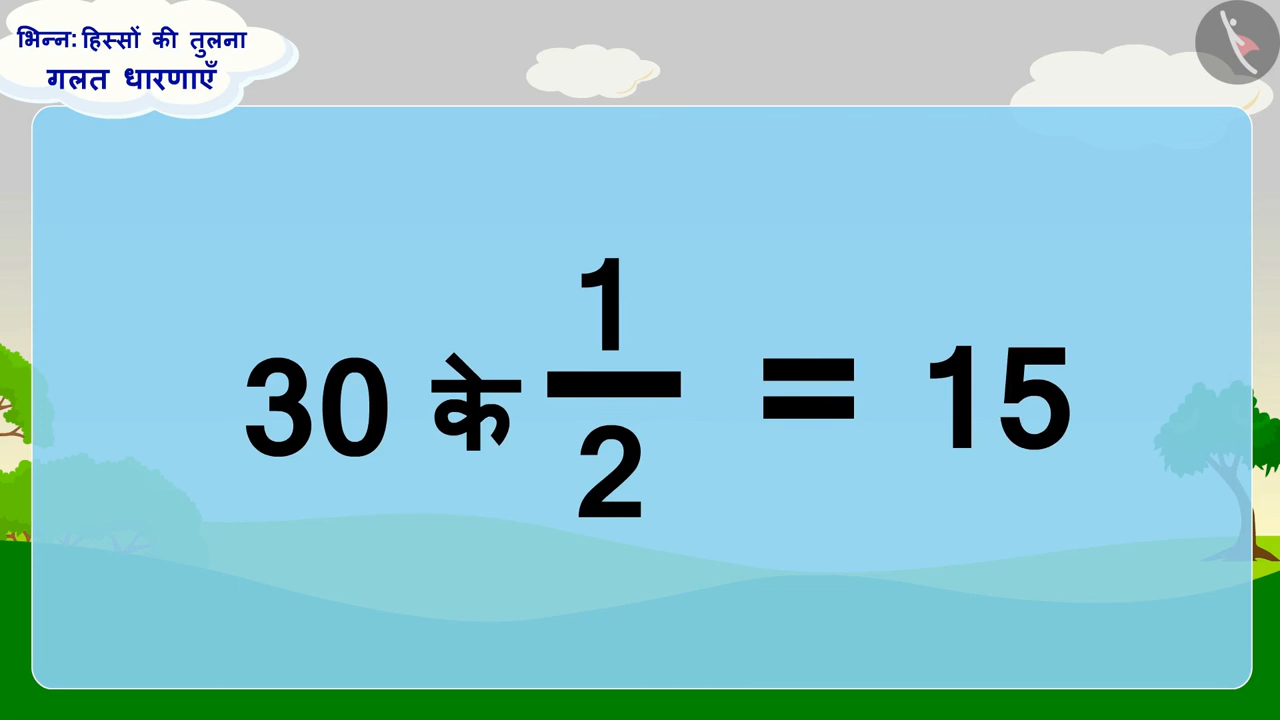 भिन्न: हिस्सों की तुलना
गलत धारणाएँ
30 के 1/2 = 15